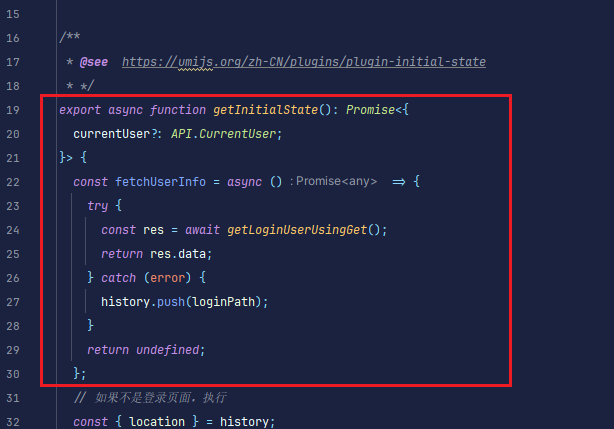 15
16 /**
17 * @see https://umijs.org/zh-CN/plugins/plugin-initial-state
18 * */
19 export async function getInitialState(): Promise<{
20 currentUser?: API.CurrentUser;
21 }> {
22 const fetchUserInfo = async () : Promise<any> => {
23 try {
24 const res = await getLoginUserUsingGet();
25 return res.data;
26 } catch (error) {
27 history.push(loginPath);
28 }
29 return undefined;
30 };
31 // 如果不是登录页面，执行
32 const { location } = history;